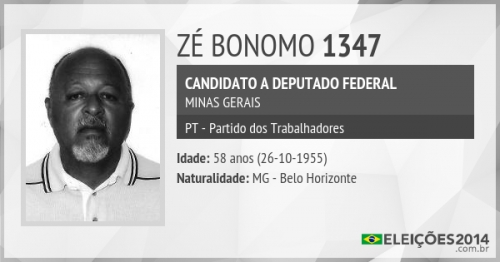 ZÉ BONOMO 1347
CANDIDATO A DEPUTADO FEDERAL
MINAS GERAIS
PT - Partido dos Trabalhadores
Idade: 58 anos (26-10-1955)
Naturalidade: MG - Belo Horizonte
ELEIÇÕES2014
.com.br